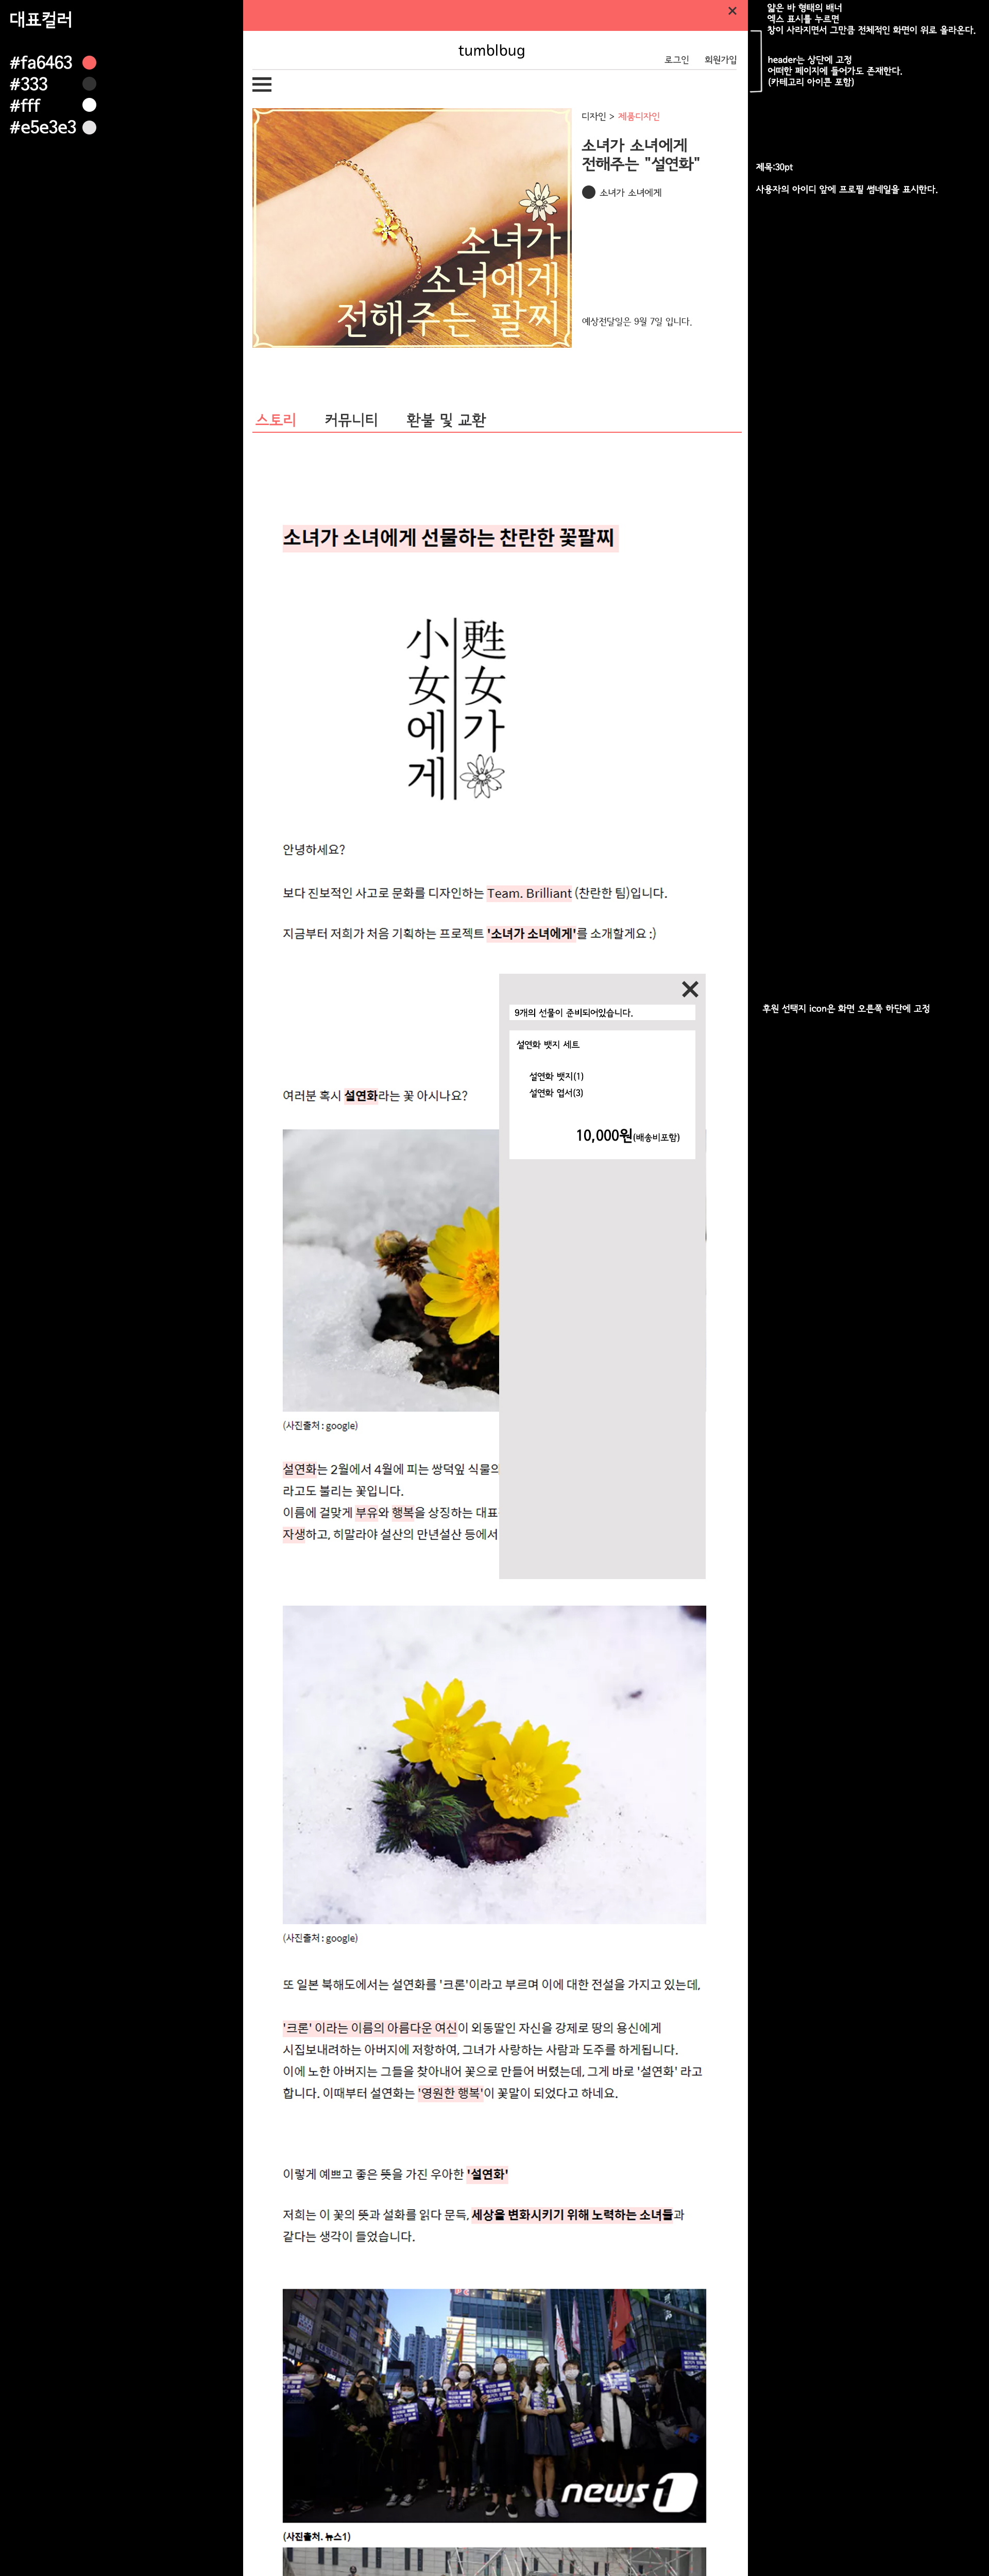 대표컬러
#fa6463
#333
#fff
#e5e3e3
얇은 바 형태의 배너
엑스 표시를 누르면
창이 사라지면서 그만큼 전체적인 화면이 위로 올라온다.
header는 상단에 고정
어떠한 페이지에 들어가도 존재한다.
(카테고리 아이콘 포함)
tumblbug
로그인 회원가입
디자인 > 제품디자인
소녀가 소녀에게
전해주는 "설연화"
소녀가 소녀에게
제목:30pt
사용자의 아이디 앞에 프로필 썸네일을 표시한다.
소녀가
소녀에게
전해주는 팔찌
예상전달일은 9월 7일 입니다.
스토리 커뮤니티 환불 및 교환
소녀가 소녀에게 선물하는 찬란한 꽃팔찌
甦女가
小女에게
안녕하세요?
보다 진보적인 사고로 문화를 디자인하는 Team. Brilliant (찬란한 팀)입니다.
지금부터 저희가 처음 기획하는 프로젝트 '소녀가 소녀에게'를 소개할게요 :)
후원 선택지 icon은 화면 오른쪽 하단에 고정
9개의 선물이 준비되어있습니다.
설연화 뱃지 세트
설연화 뱃지(1)
설연화 엽서(3)
10,000원(배송비포함)
여러분 혹시 설연화라는 꽃 아시나요?
(사진출처 : google)
설연화는 2월에서 4월에 피는 쌍덕잎 식물의
라고도 불리는 꽃입니다.
이름에 걸맞게 부유와 행복을 상징하는 대표
자생하고, 히말라야 설산의 만년설산 등에서
(사진출처 : google)
또 일본 북해도에서는 설연화를 '크론'이라고 부르며 이에 대한 전설을 가지고 있는데,
'크론' 이라는 이름의 아름다운 여신이 외동딸인 자신을 강제로 땅의 용신에게
시집보내려하는 아버지에 저항하여, 그녀가 사랑하는 사람과 도주를 하게됩니다.
이에 노한 아버지는 그들을 찾아내어 꽃으로 만들어 버렸는데, 그게 바로 '설연화' 라고
합니다. 이때부터 설연화는 '영원한 행복'이 꽃말이 되었다고 하네요.
이렇게 예쁘고 좋은 뜻을 가진 우아한 '설연화'
저희는 이 꽃의 뜻과 설화를 읽다 문득, 세상을 변화시키기 위해 노력하는 소녀들과
같다는 생각이 들었습니다.
news1
(사진출처. 뉴스1)